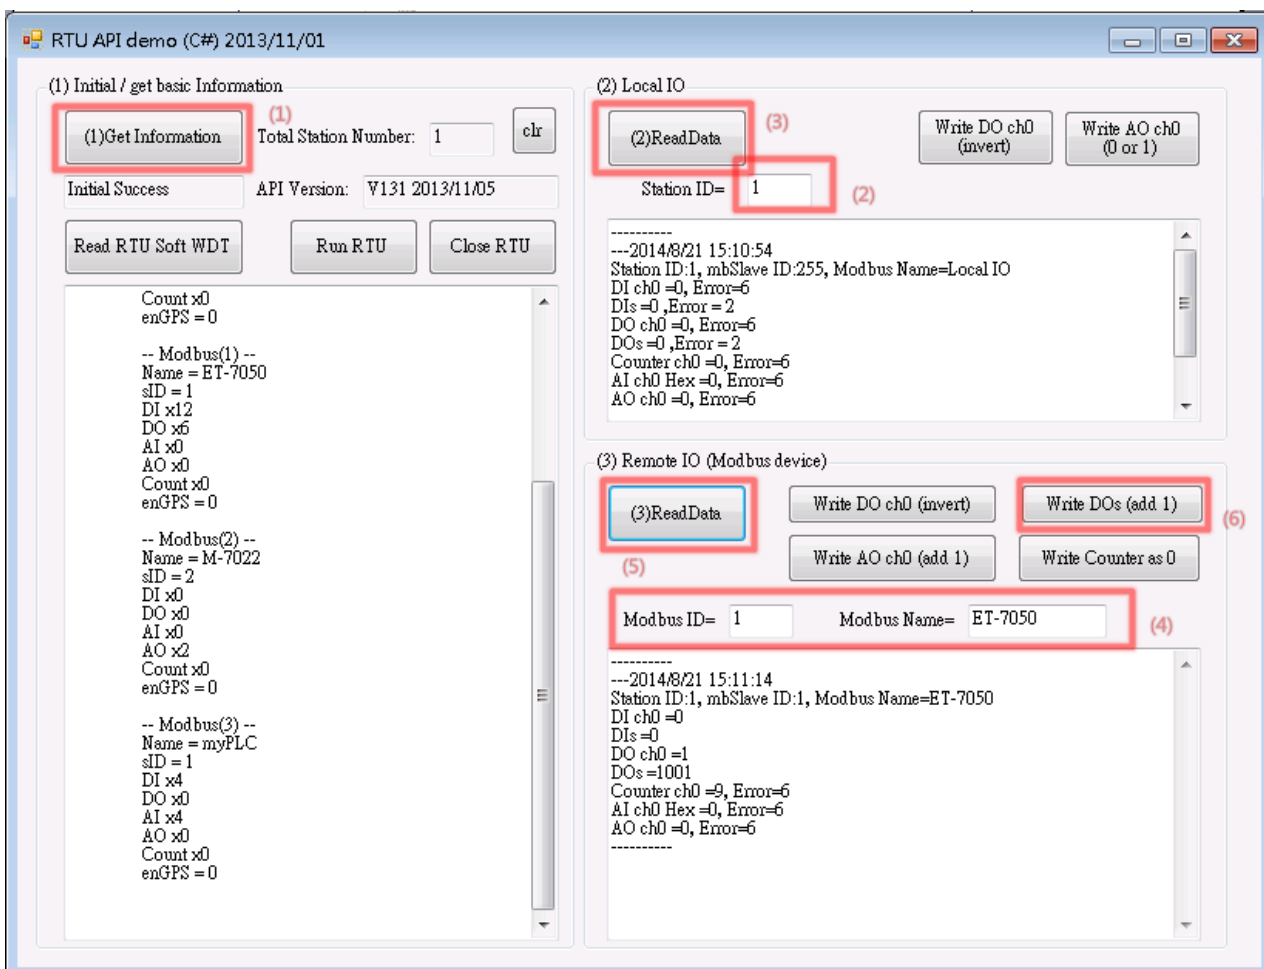 RTU API demo (C#) 2013/11/01
(1) Initial / get basic Information
(1)
(1)Get Information
Total Station Number: 1
clr
Initial Success
API Version: V131 2013/11/05
Read RTU Soft WDT
Run RTU
Close RTU
Count x0
enGPS = 0
-- Modbus(1) --
Name = ET-7050
sID = 1
DI x12
DO x6
AI x0
AO x0
Count x0
enGPS = 0
-- Modbus(2) --
Name = M-7022
sID = 2
DI x0
DO x0
AI x0
AO x2
Count x0
enGPS = 0
-- Modbus(3) --
Name = myPLC
sID = 1
DI x4
DO x0
AI x4
AO x0
Count x0
enGPS = 0
(2) Local IO
(2)ReadData
(3)
Write DO ch0
(invert)
Write AO ch0
(0 or 1)
Station ID= 1
(2)
----------
---2014/8/21 15:10:54
Station ID:1, mbSlave ID:255, Modbus Name=Local IO
DI ch0 =0, Error=6
DIs =0 ,Error = 2
DO ch0 =0, Error=6
DOs =0 ,Error = 2
Counter ch0 =0, Error=6
AI ch0 Hex =0, Error=6
AO ch0 =0, Error=6
(3) Remote IO (Modbus device)
(3)ReadData
Write DO ch0 (invert)
Write DOs (add 1)
(6)
(5)
Write AO ch0 (add 1)
Write Counter as 0
Modbus ID= 1
Modbus Name= ET-7050
(4)
----------
---2014/8/21 15:11:14
Station ID:1, mbSlave ID:1, Modbus Name=ET-7050
DI ch0 =0
DIs =0
DO ch0 =1
DOs =1001
Counter ch0 =9, Error=6
AI ch0 Hex =0, Error=6
AO ch0 =0, Error=6
----------